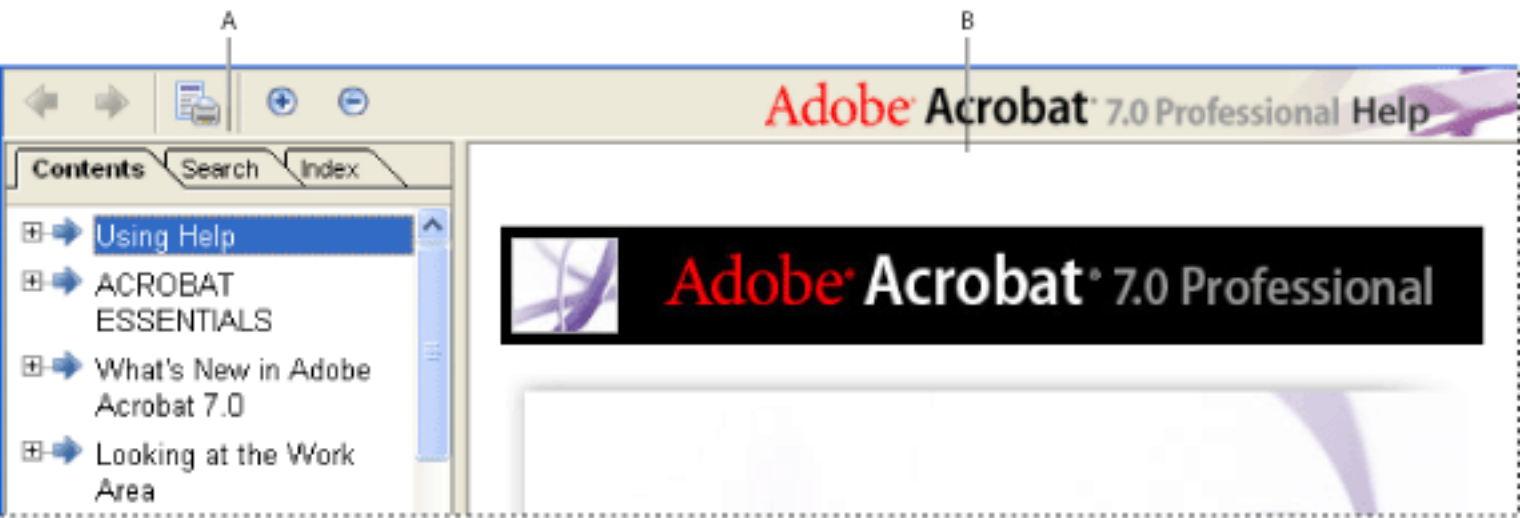 A
B
Adobe® Acrobat® 7.0 Professional Help
Contents
Search
Index
Using Help
ACROBAT
ESSENTIALS
What's New in Adobe
Acrobat 7.0
Looking at the Work
Area
Adobe® Acrobat® 7.0 Professional